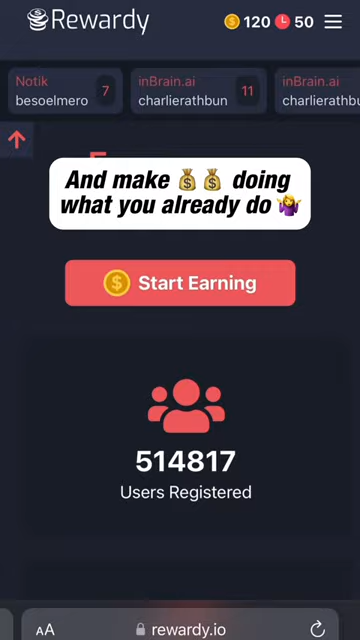 Rewardy
120 50
Notik
besoelmero
7
inBrain.ai
charlierathbun
11
inBrain.ai
charlierathbu
And make 💰💰 doing
what you already do 🤷‍♀️
Start Earning
514817
Users Registered
AA rewardy.io